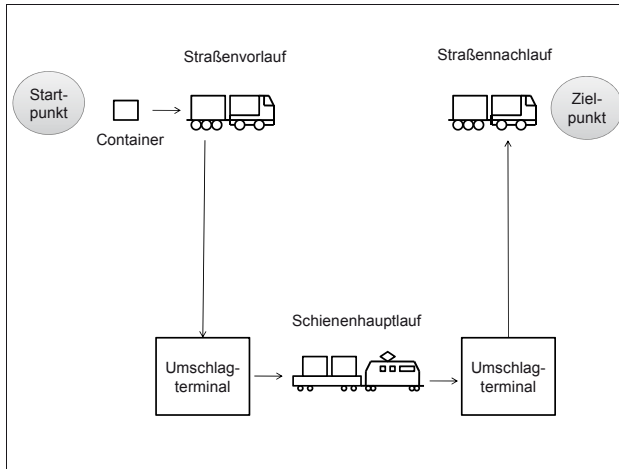 Straßenvorlauf
Straßennachlauf
Start-
punkt
Container
Ziel-
punkt
Schienenhauptlauf
Umschlag-
terminal
Umschlag-
terminal